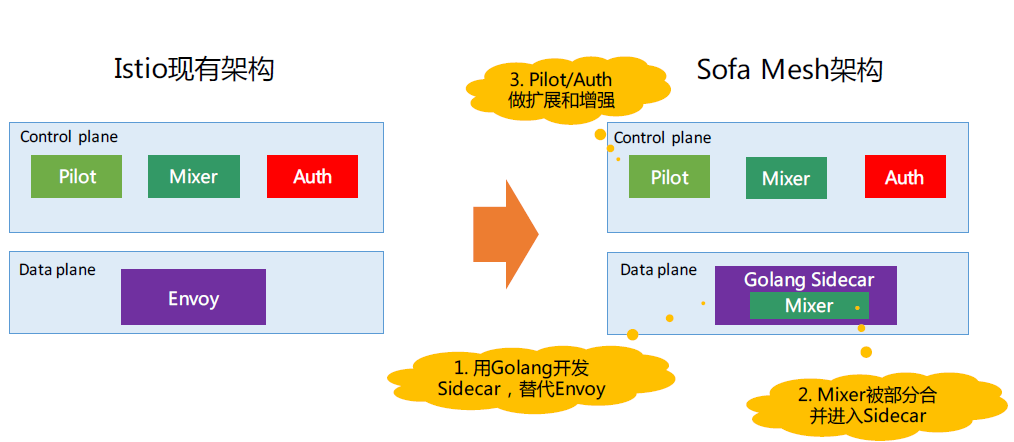 Istio现有架构
Control plane
Pilot
Mixer
Auth
Data plane
Envoy
3. Pilot/Auth
做扩展和增强
Sofa Mesh架构
Control plane
Pilot
Mixer
Auth
Data plane
Golang Sidecar
Mixer
1. 用Golang开发
Sidecar，替代Envoy
2. Mixer被部分合
并进入Sidecar